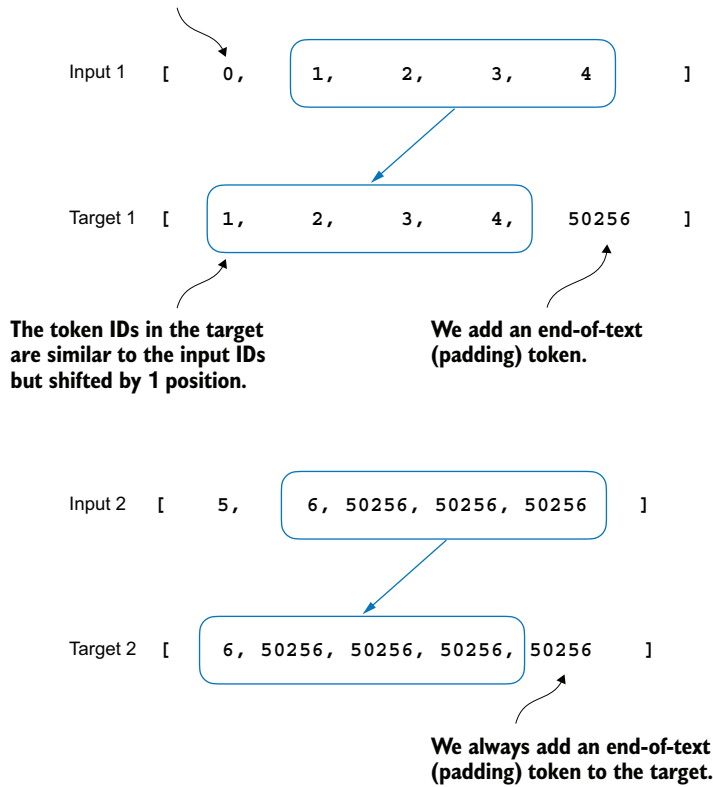 Input 1 [ 0, 1, 2, 3, 4 ]
Target 1 [ 1, 2, 3, 4, 50256 ]
The token IDs in the target
are similar to the input IDs
but shifted by 1 position.
We add an end-of-text
(padding) token.
Input 2 [ 5, 6, 50256, 50256, 50256 ]
Target 2 [ 6, 50256, 50256, 50256, 50256 ]
We always add an end-of-text
(padding) token to the target.